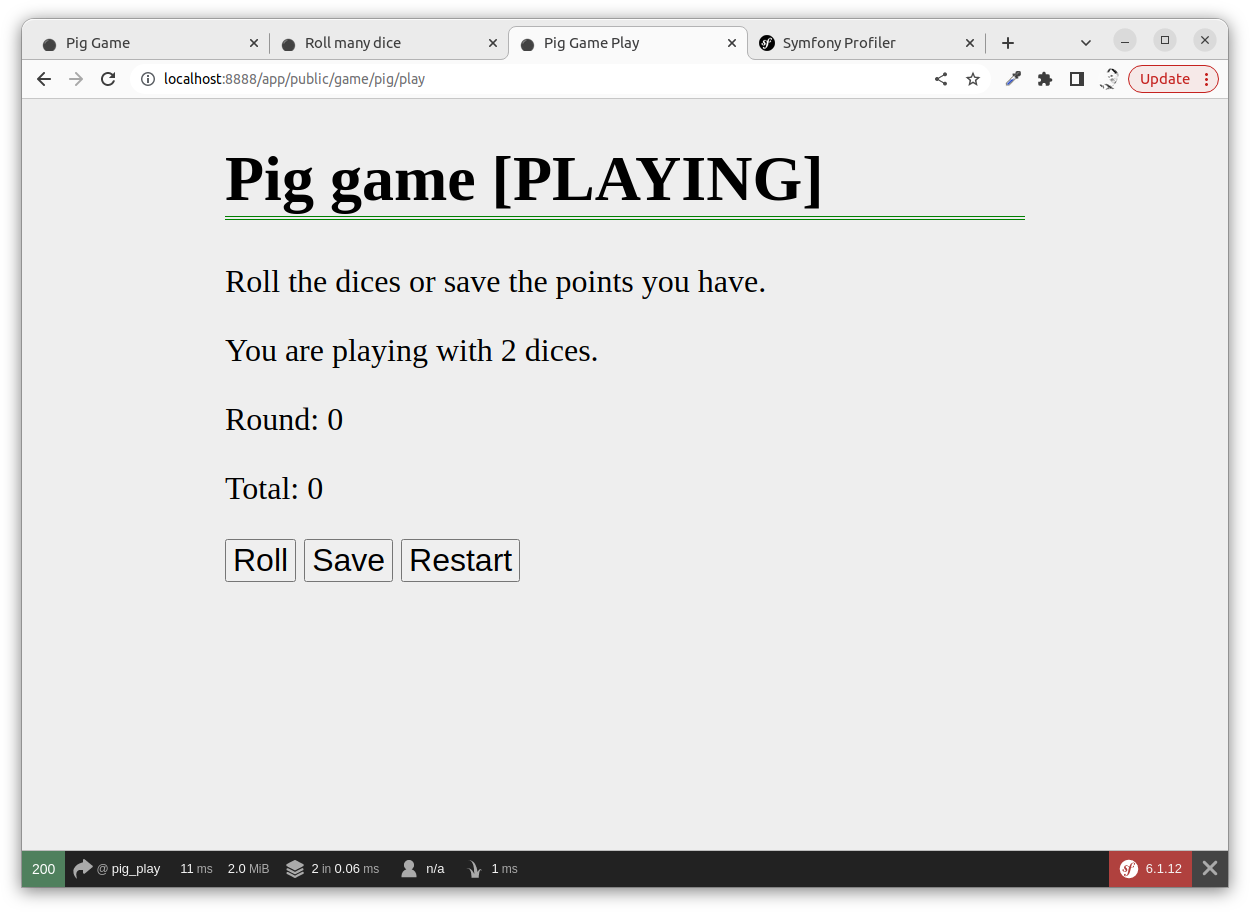 Pig Game
Roll many dice
Pig Game Play
sf Symfony Profiler
localhost:8888/app/public/game/pig/play
Update
Pig game [PLAYING]
Roll the dices or save the points you have.
You are playing with 2 dices.
Round: 0
Total: 0
Roll Save Restart
200 @ pig_play 11 ms 2.0 MiB 2 in 0.06 ms n/a 1 ms sf 6.1.12